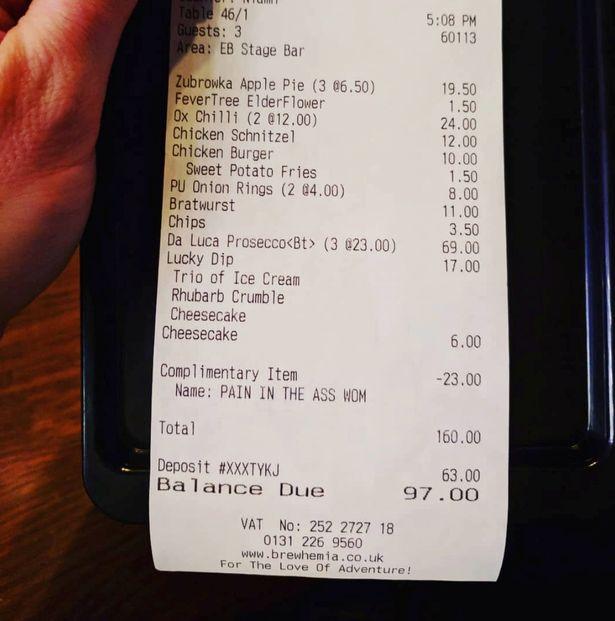 Table 46/1 5:08 PM
Guests: 3 60113
Area: EB Stage Bar
Zubrowka Apple Pie (3 @6.50) 19.50
FeverTree ElderFlower 1.50
Ox Chilli (2 @12.00) 24.00
Chicken Schnitzel 12.00
Chicken Burger 10.00
Sweet Potato Fries 1.50
PU Onion Rings (2 @4.00) 8.00
Bratwurst 11.00
Chips 3.50
Da Luca Prosecco<Bt> (3 @23.00) 69.00
Lucky Dip 17.00
Trio of Ice Cream
Rhubarb Crumble
Cheesecake
Cheesecake 6.00
Complimentary Item -23.00
Name: PAIN IN THE ASS WOM
Total 160.00
Deposit #XXXTYKJ 63.00
Balance Due 97.00
VAT No: 252 2727 18
0131 226 9560
www.brewhemia.co.uk
For The Love Of Adventure!